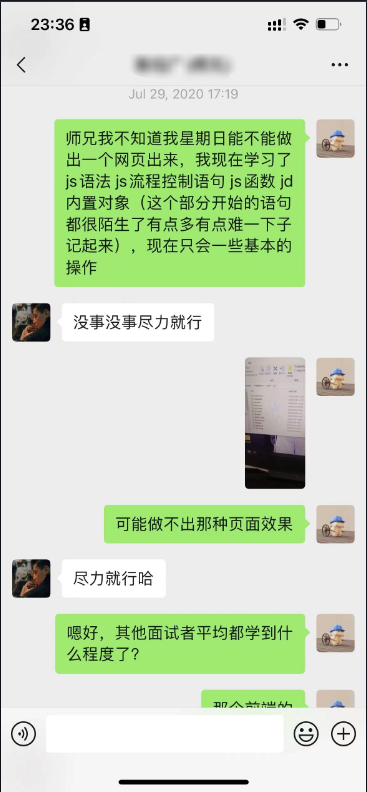 23:36
Jul 29, 2020 17:19
师兄我不知道我星期日能不能做
出一个网页出来，我现在学习了
js语法 js流程控制语句 js函数 jd
内置对象（这个部分开始的语句
都很陌生了有点多有点难一下子
记起来），现在只会一些基本的
操作
没事没事尽力就行
可能做不出那种页面效果
尽力就行哈
嗯好，其他面试者平均都学到什
么程度了？
那个前端的